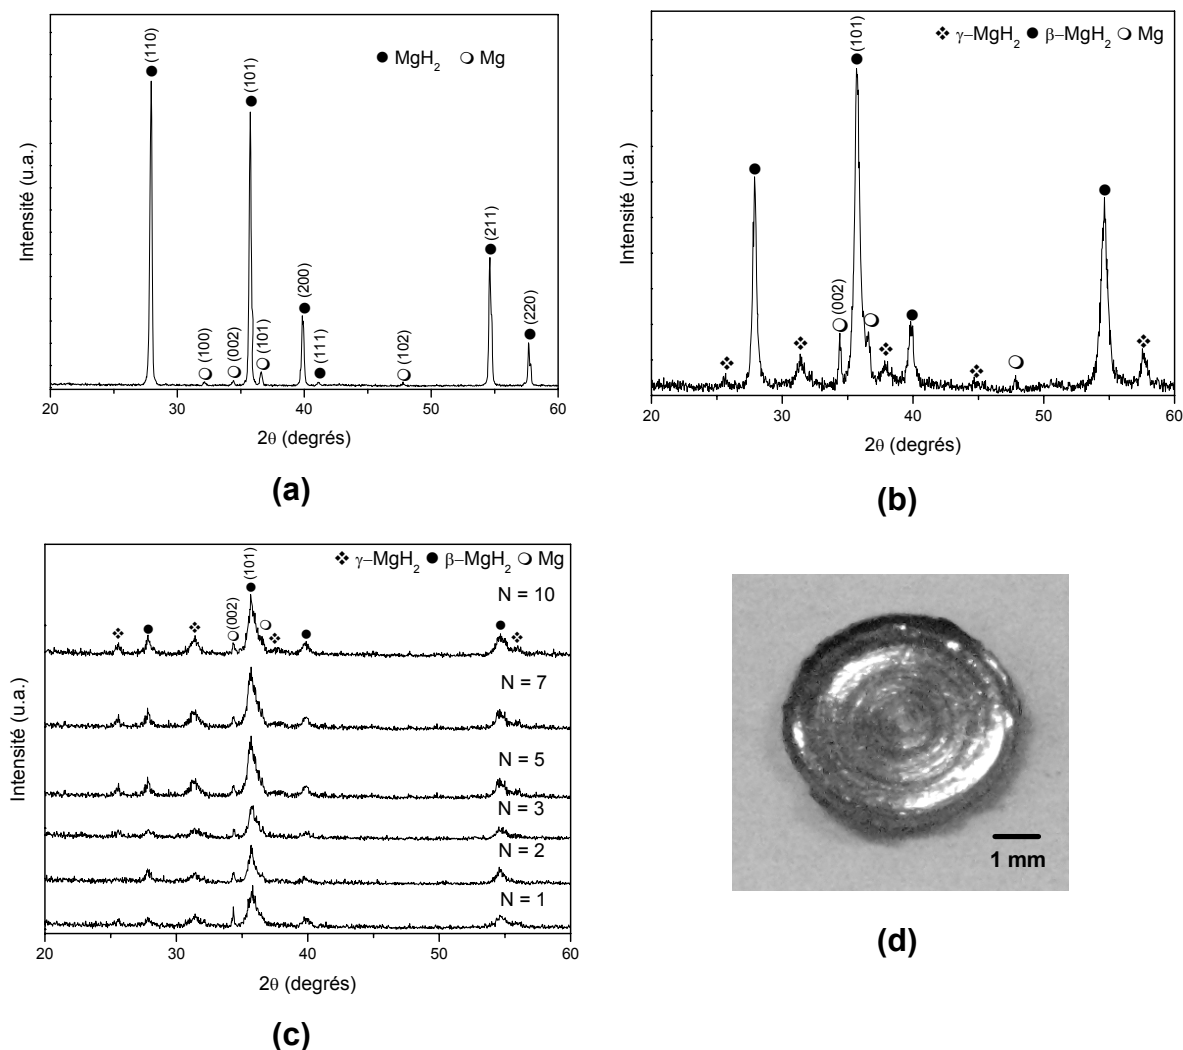 ● MgH2 ○ Mg
(110)
(101)
(211)
(200)
(220)
(100)
(002)
(101)
(111)
(102)
Intensité (u.a.)
20 30 40 50 60
2θ (degrés)
(a)
❖ γ–MgH2 ● β–MgH2 ○ Mg
(101)
(002)
Intensité (u.a.)
20 30 40 50 60
2θ (degrés)
(b)
❖ γ–MgH2 ● β–MgH2 ○ Mg
(101)
(002)
N = 10
N = 7
N = 5
N = 3
N = 2
N = 1
Intensité (u.a.)
20 30 40 50 60
2θ (degrés)
(c)
1 mm
(d)